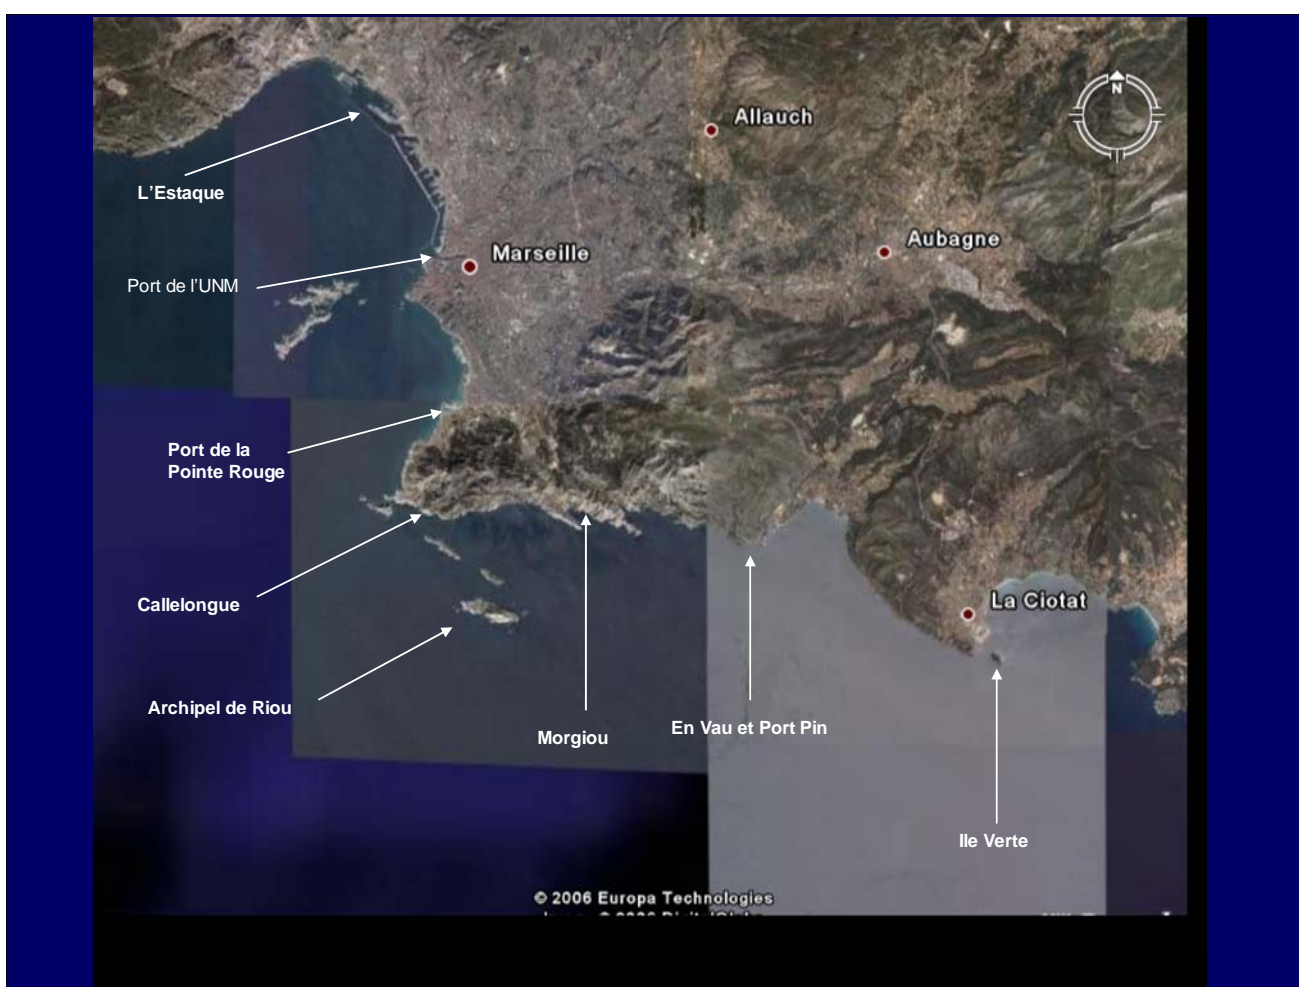 N
Allauch
L'Estaque
Aubagne
Marseille
Port de l'UNM
Port de la
Pointe Rouge
Callelongue
La Ciotat
Archipel de Riou
En Vau et Port Pin
Morgiou
Ile Verte
© 2006 Europa Technologies